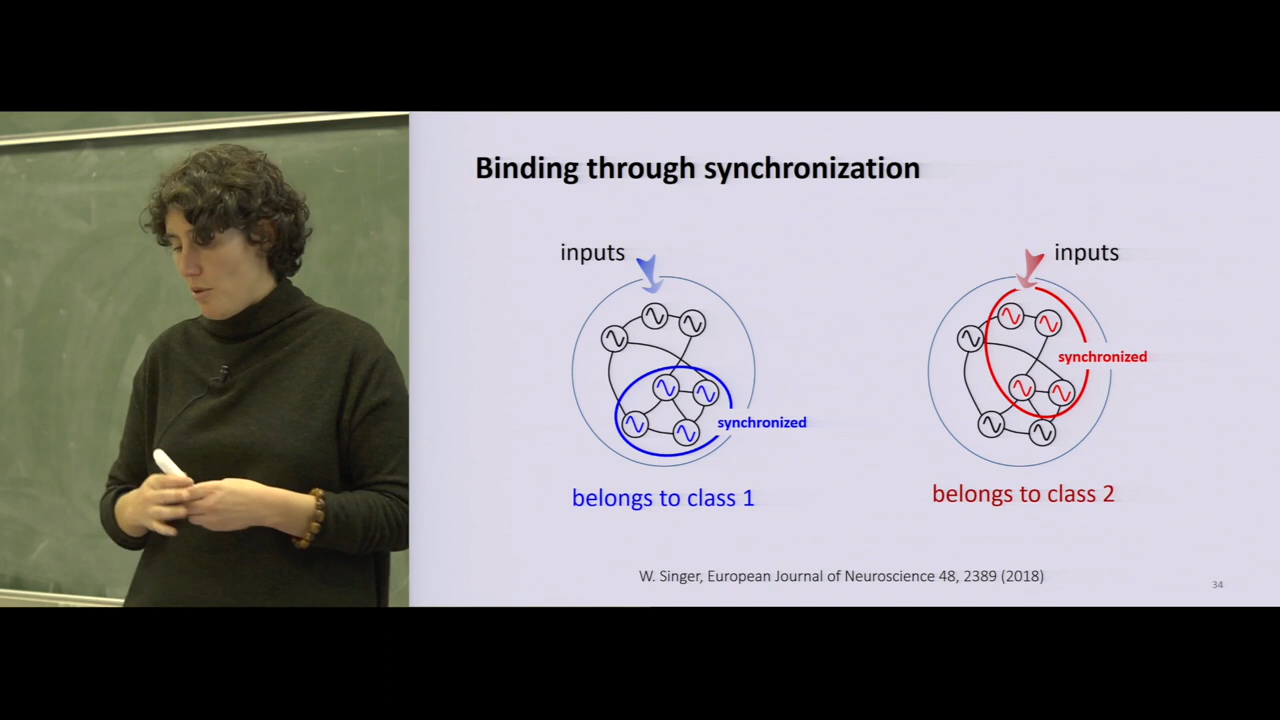 Binding through synchronization
inputs
inputs
synchronized
synchronized
belongs to class 1
belongs to class 2
W. Singer, European Journal of Neuroscience 48, 2389 (2018)
34